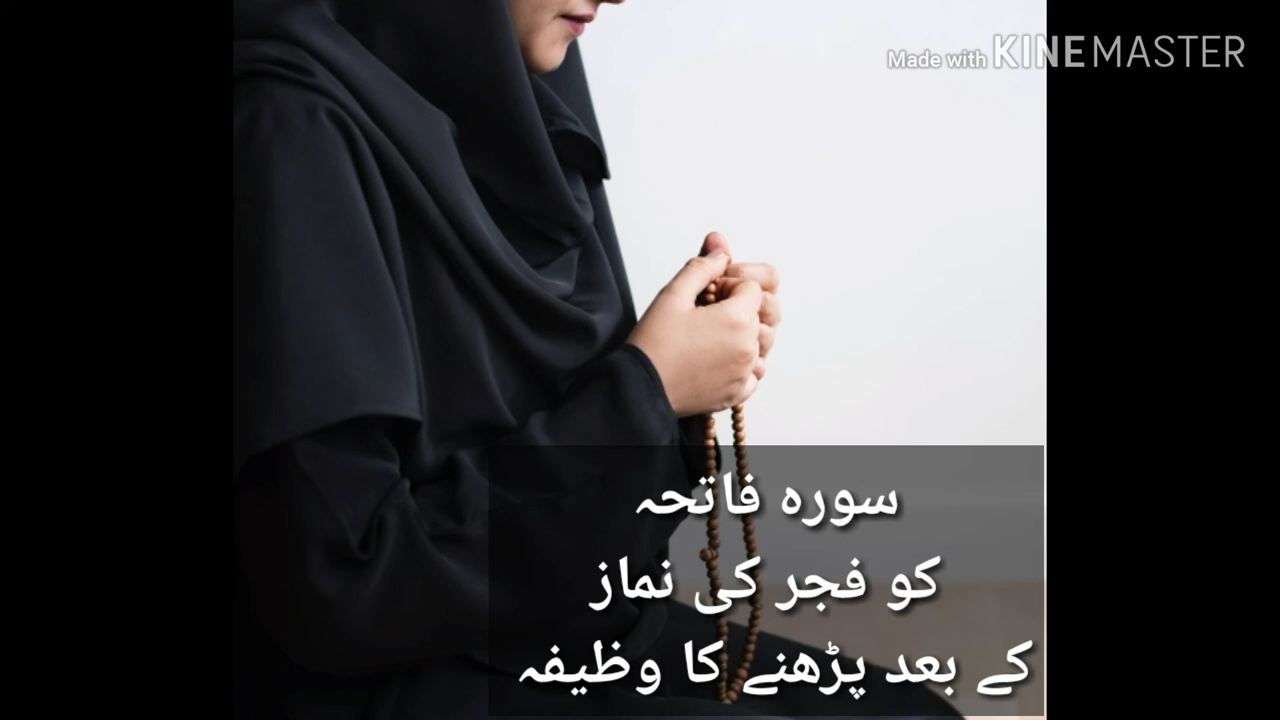 Made with KINEMASTER
سورہ فاتحہ
کو فجر کی نماز
کے بعد پڑھنے کا وظیفہ